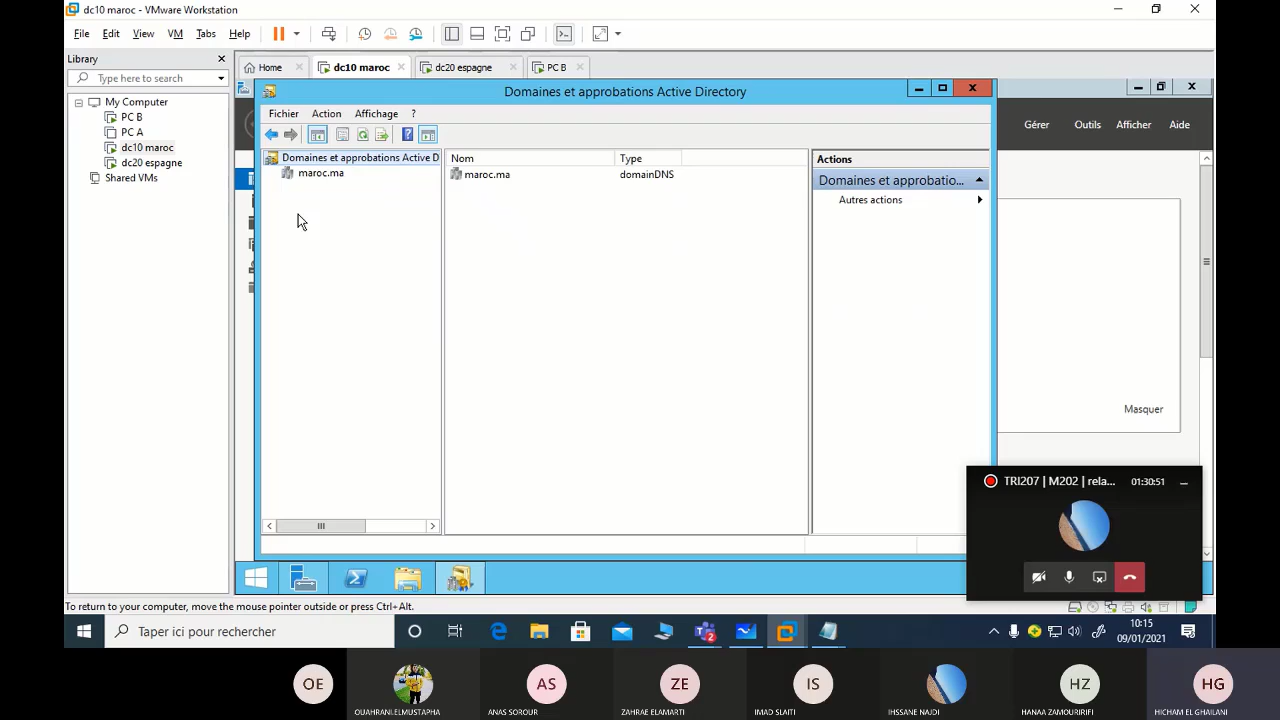 dc10 maroc - VMware Workstation
File Edit View VM Tabs Help
Library
Type here to search
My Computer
PC B
PC A
dc10 maroc
dc20 espagne
Shared VMs
Home
dc10 maroc
dc20 espagne
PC B
Domaines et approbations Active Directory
Fichier Action Affichage ?
Domaines et approbations Active D
maroc.ma
Nom Type
maroc.ma domainDNS
Actions
Domaines et approbatio...
Autres actions
Gérer Outils Afficher Aide
Masquer
TRI207 | M202 | rela... 01:30:51
To return to your computer, move the mouse pointer outside or press Ctrl+Alt.
Taper ici pour rechercher
2
10:15
09/01/2021
OE
AS
ZE
IS
HZ
HG
OUAHRANI.ELMUSTAPHA
ANAS SOROUR
ZAHRAE ELAMARTI
IMAD SLAITI
IHSSANE NAJDI
HANAA ZAMOURIRIFI
HICHAM EL GHAILANI